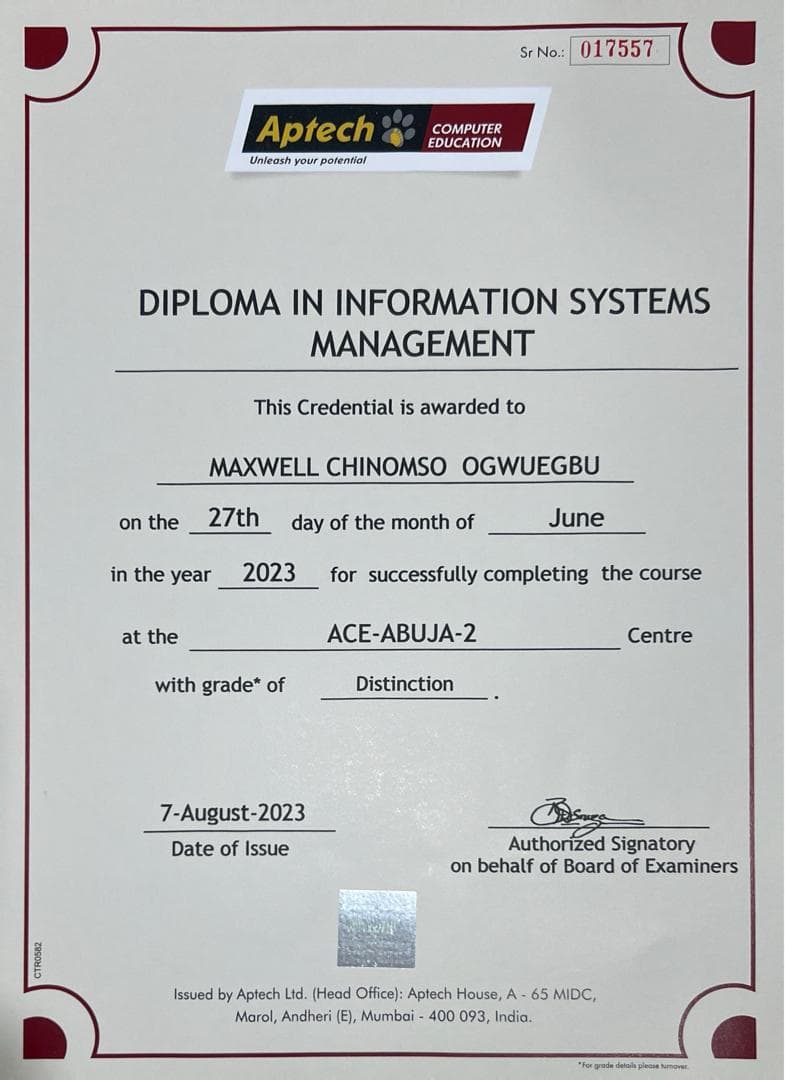 Sr No.: 017557
Aptech COMPUTER EDUCATION
Unleash your potential
DIPLOMA IN INFORMATION SYSTEMS
MANAGEMENT
This Credential is awarded to
MAXWELL CHINOMSO OGWUEGBU
on the 27th day of the month of June
in the year 2023 for successfully completing the course
at the ACE-ABUJA-2 Centre
with grade* of Distinction .
7-August-2023
Date of Issue
Authorized Signatory
on behalf of Board of Examiners
CTR0582
Issued by Aptech Ltd. (Head Office): Aptech House, A - 65 MIDC,
Marol, Andheri (E), Mumbai - 400 093, India.
*For grade details please turnover.